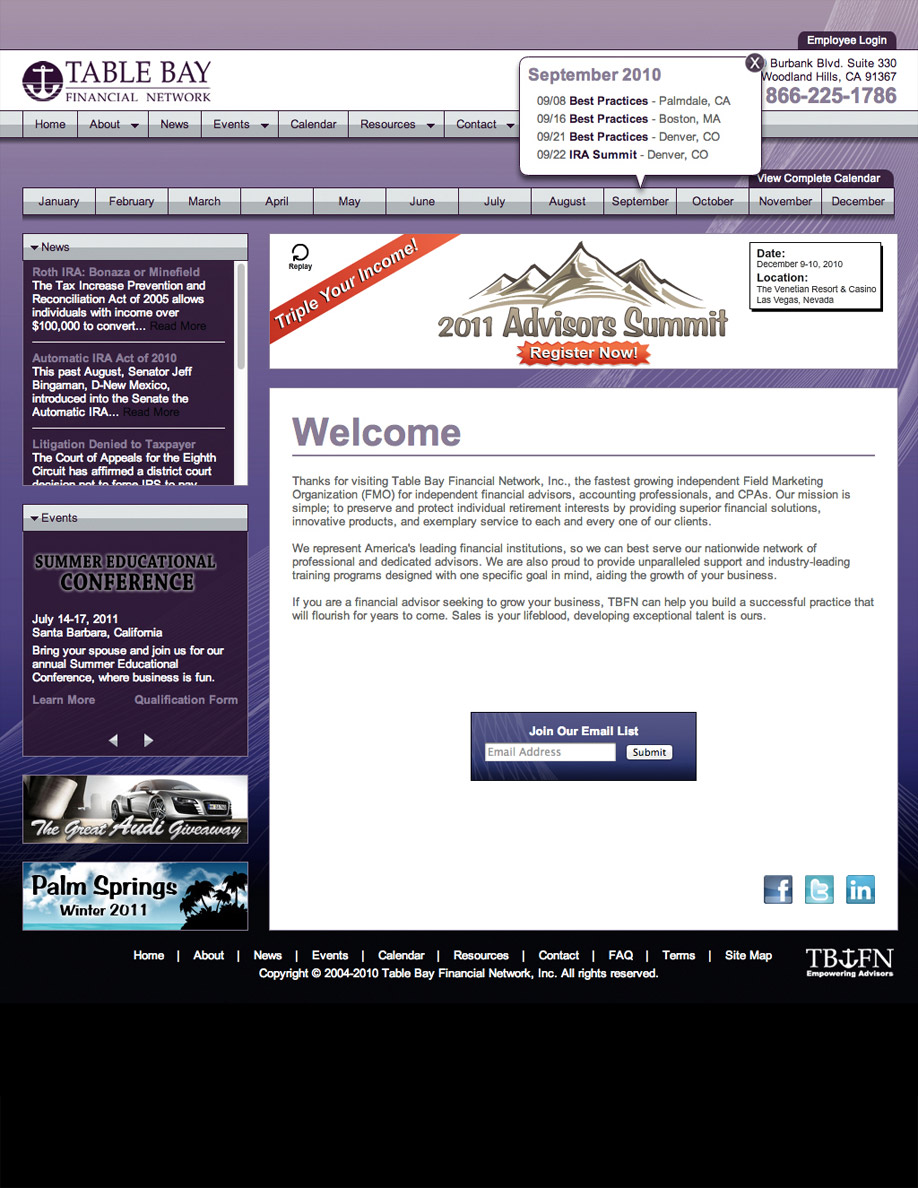 Employee Login
TABLE BAY
FINANCIAL NETWORK
Burbank Blvd. Suite 330
Woodland Hills, CA 91367
866-225-1786
X
September 2010
09/08 Best Practices - Palmdale, CA
09/16 Best Practices - Boston, MA
09/21 Best Practices - Denver, CO
09/22 IRA Summit - Denver, CO
Home About News Events Calendar Resources Contact
View Complete Calendar
January February March April May June July August September October November December
News
Roth IRA: Bonaza or Minefield
The Tax Increase Prevention and
Reconciliation Act of 2005 allows
individuals with income over
$100,000 to convert... Read More
Automatic IRA Act of 2010
This past August, Senator Jeff
Bingaman, D-New Mexico,
introduced into the Senate the
Automatic IRA... Read More
Litigation Denied to Taxpayer
The Court of Appeals for the Eighth
Circuit has affirmed a district court
decision not to force IRS to pay
Replay
Triple Your Income!
2011 Advisors Summit
Register Now!
Date:
December 9-10, 2010
Location:
The Venetian Resort & Casino
Las Vegas, Nevada
Events
SUMMER EDUCATIONAL
CONFERENCE
July 14-17, 2011
Santa Barbara, California
Bring your spouse and join us for our
annual Summer Educational
Conference, where business is fun.
Learn More Qualification Form
The Great Audi Giveaway
Palm Springs
Winter 2011
Welcome
Thanks for visiting Table Bay Financial Network, Inc., the fastest growing independent Field Marketing
Organization (FMO) for independent financial advisors, accounting professionals, and CPAs. Our mission is
simple; to preserve and protect individual retirement interests by providing superior financial solutions,
innovative products, and exemplary service to each and every one of our clients.
We represent America's leading financial institutions, so we can best serve our nationwide network of
professional and dedicated advisors. We are also proud to provide unparalleled support and industry-leading
training programs designed with one specific goal in mind, aiding the growth of your business.
If you are a financial advisor seeking to grow your business, TBFN can help you build a successful practice that
will flourish for years to come. Sales is your lifeblood, developing exceptional talent is ours.
Join Our Email List
Email Address Submit
f t in
Home | About | News | Events | Calendar | Resources | Contact | FAQ | Terms | Site Map
Copyright © 2004-2010 Table Bay Financial Network, Inc. All rights reserved.
TBFN
Empowering Advisors